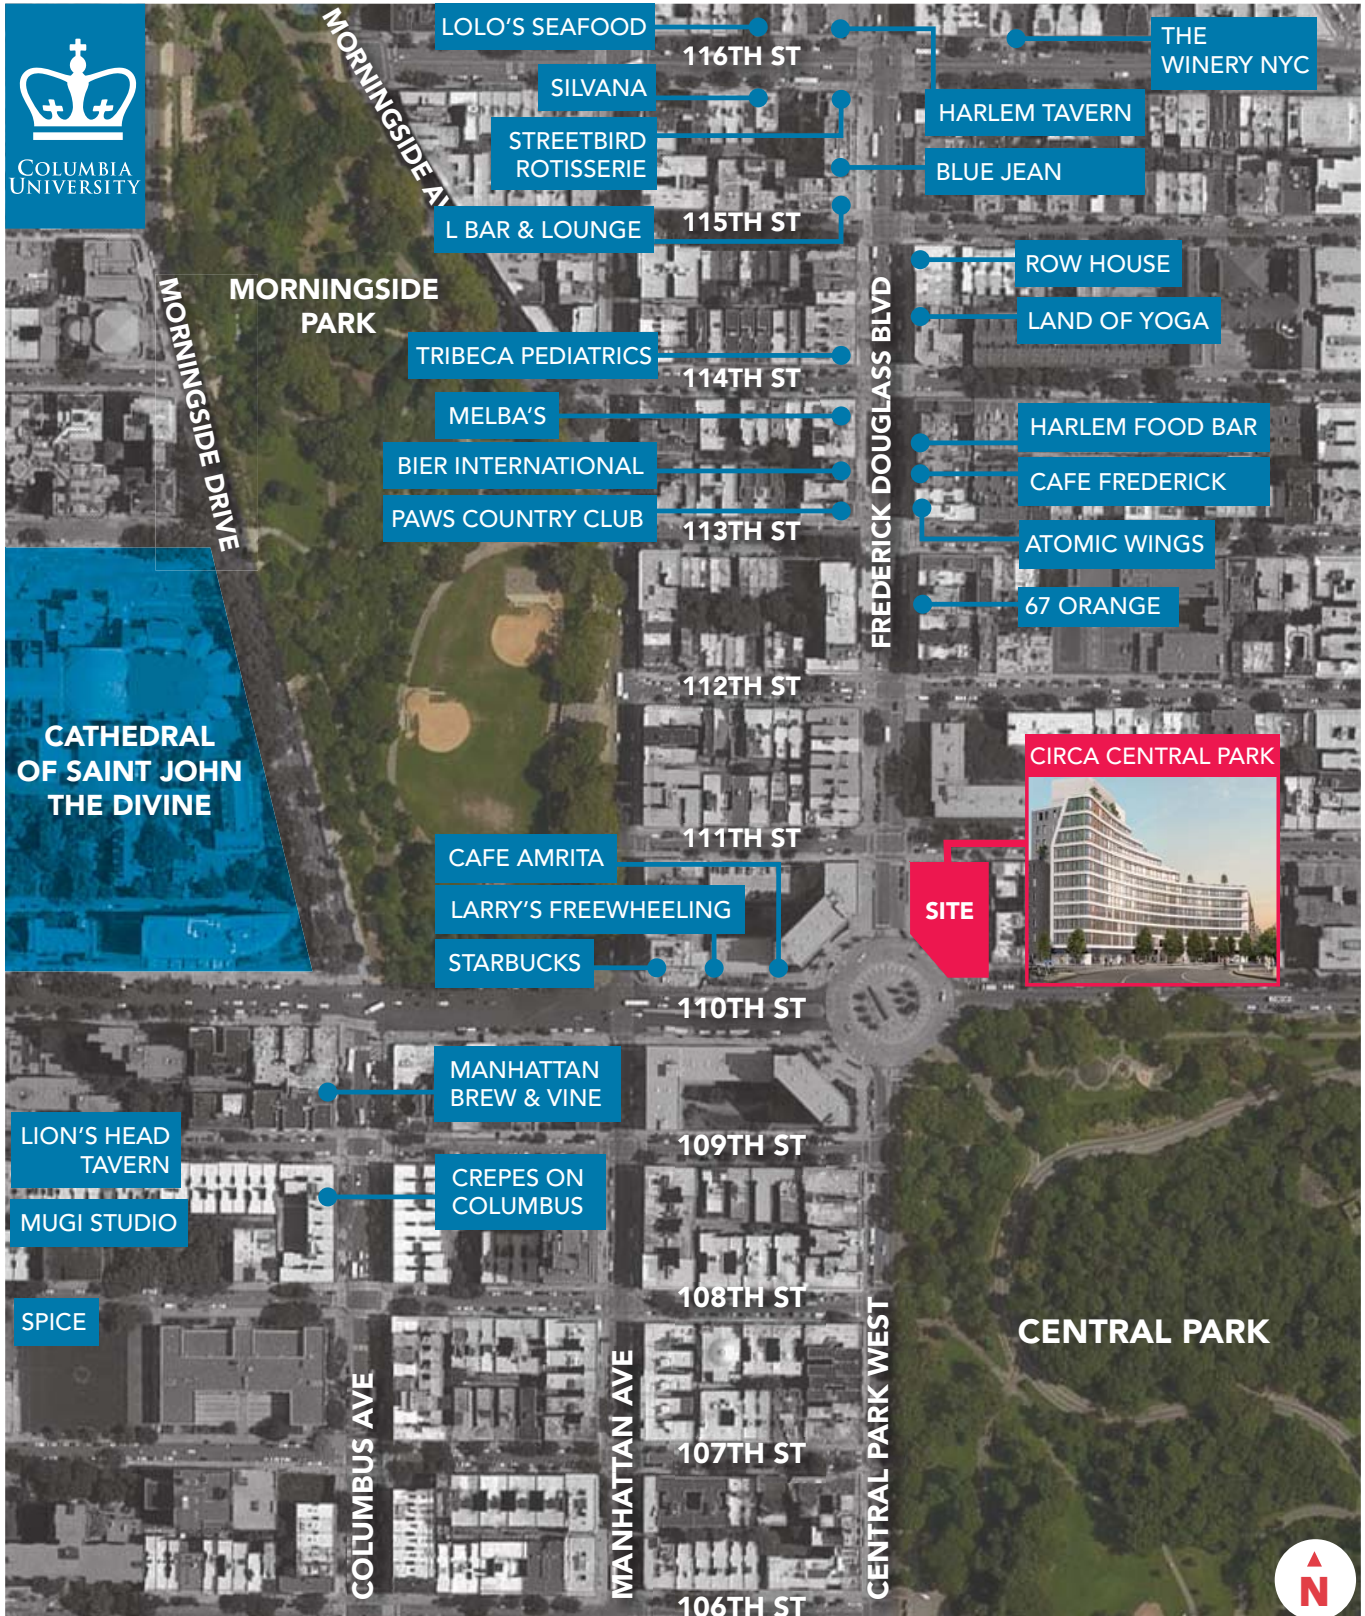 LOLO'S SEAFOOD
116TH ST
THE
WINERY NYC
SILVANA
HARLEM TAVERN
STREETBIRD
ROTISSERIE
BLUE JEAN
COLUMBIA
UNIVERSITY
MORNINGSIDE AV
L BAR & LOUNGE
115TH ST
ROW HOUSE
MORNINGSIDE
PARK
MORNINGSIDE DRIVE
LAND OF YOGA
TRIBECA PEDIATRICS
114TH ST
FREDERICK DOUGLASS BLVD
MELBA'S
HARLEM FOOD BAR
BIER INTERNATIONAL
CAFE FREDERICK
PAWS COUNTRY CLUB
113TH ST
ATOMIC WINGS
67 ORANGE
112TH ST
CATHEDRAL
OF SAINT JOHN
THE DIVINE
CIRCA CENTRAL PARK
111TH ST
CAFE AMRITA
LARRY'S FREEWHEELING
SITE
STARBUCKS
110TH ST
MANHATTAN
BREW & VINE
109TH ST
LION'S HEAD
TAVERN
CREPES ON
COLUMBUS
MUGI STUDIO
108TH ST
SPICE
CENTRAL PARK
COLUMBUS AVE
MANHATTAN AVE
CENTRAL PARK WEST
107TH ST
106TH ST
N